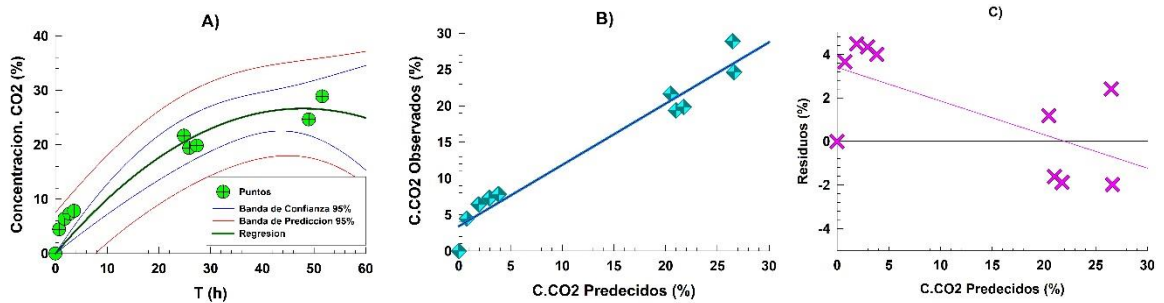 A)
Concentracion. CO2 (%)
40
30
20
10
0
Puntos
Banda de Confianza 95%
Banda de Prediccion 95%
Regresion
0 10 20 30 40 50 60
T (h)
B)
C.CO2 Observados (%)
30
25
20
15
10
5
0
0 5 10 15 20 25 30
C.CO2 Predecidos (%)
C)
Residuos (%)
4
2
0
-2
-4
0 5 10 15 20 25 30
C.CO2 Predecidos (%)